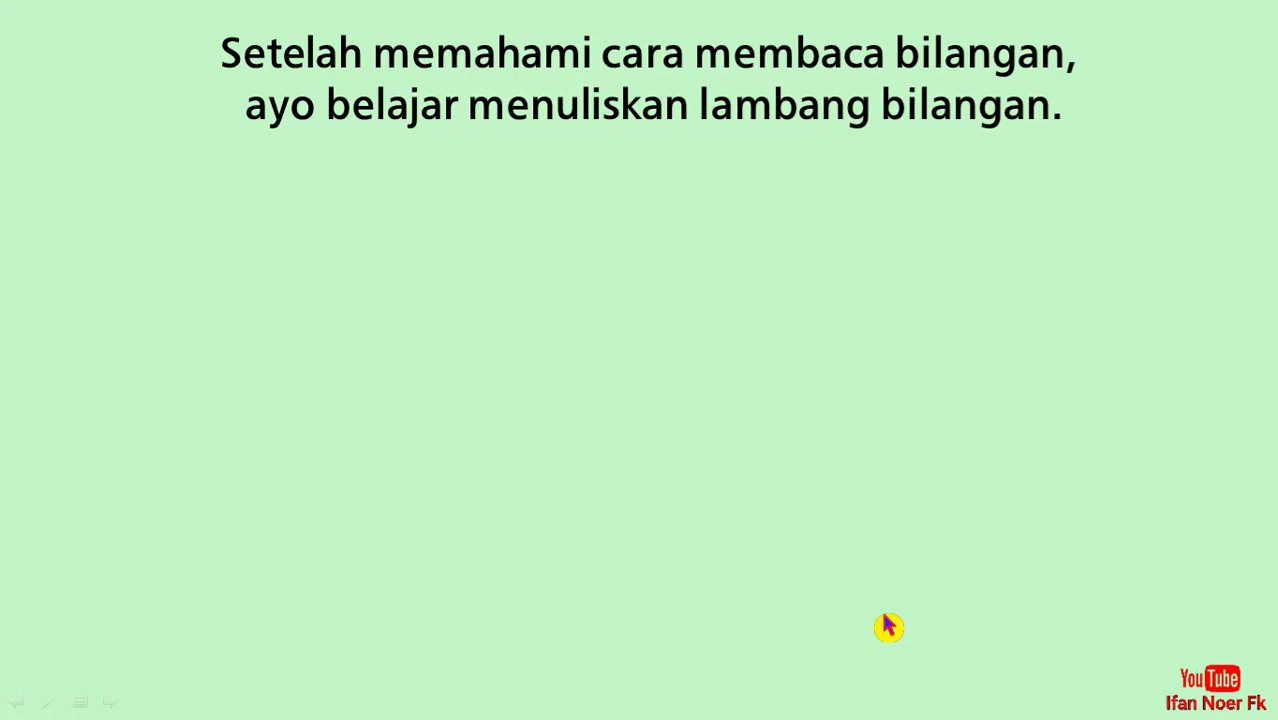 Setelah memahami cara membaca bilangan,
ayo belajar menuliskan lambang bilangan.
YouTube
Ifan Noer Fk